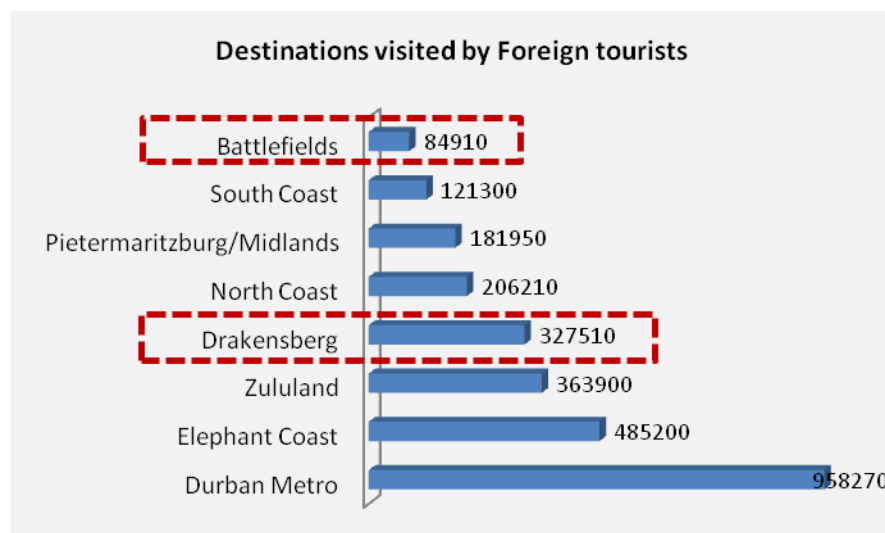 Destinations visited by Foreign tourists
Battlefields 84910
South Coast 121300
Pietermaritzburg/Midlands 181950
North Coast 206210
Drakensberg 327510
Zululand 363900
Elephant Coast 485200
Durban Metro 958270